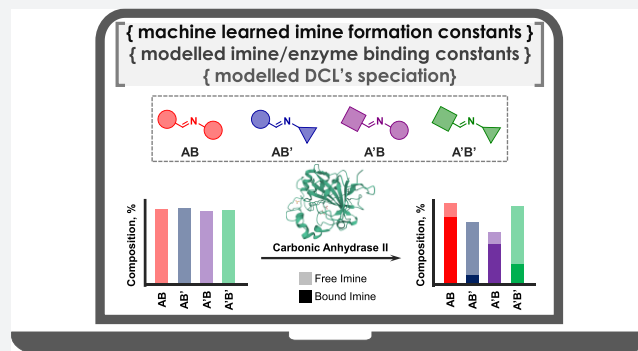 { machine learned imine formation constants }
{ modelled imine/enzyme binding constants }
{ modelled DCL's speciation}
N N N N
AB AB' A'B A'B'
Composition, %
AB AB' A'B A'B'
Carbonic Anhydrase II
Free Imine
Bound Imine
Composition, %
AB AB' A'B A'B'